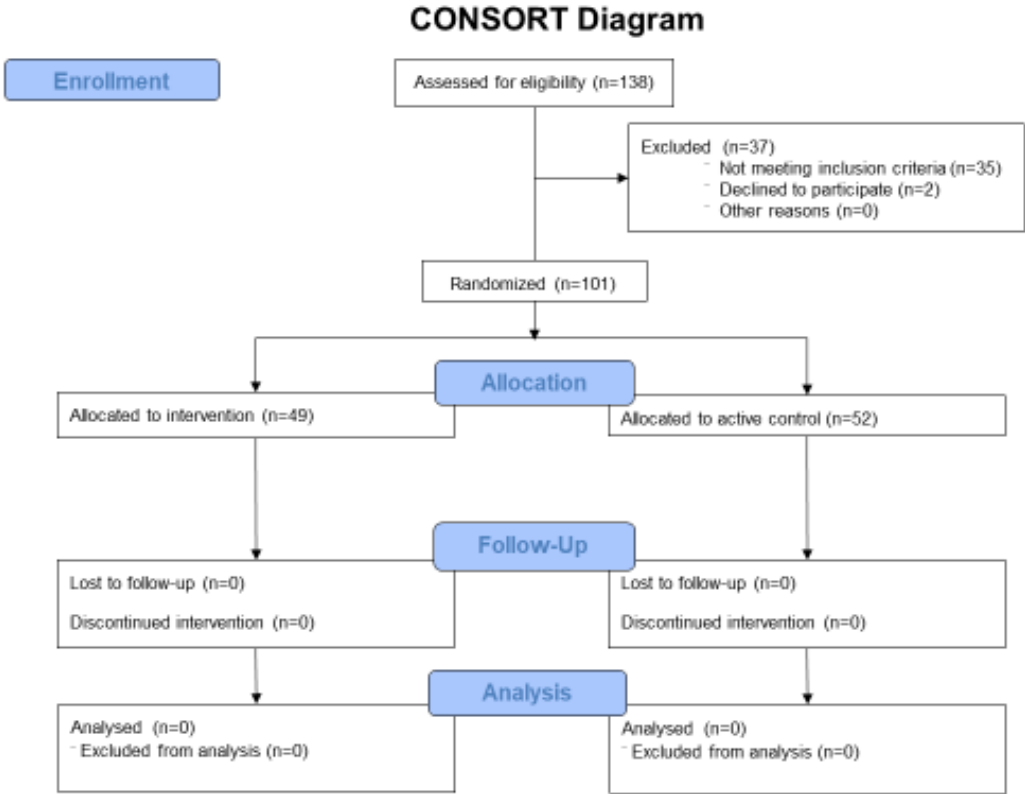 CONSORT Diagram
Enrollment
Assessed for eligibility (n=138)
Excluded (n=37)
¯ Not meeting inclusion criteria (n=35)
¯ Declined to participate (n=2)
¯ Other reasons (n=0)
Randomized (n=101)
Allocation
Allocated to intervention (n=49)
Allocated to active control (n=52)
Follow-Up
Lost to follow-up (n=0)
Discontinued intervention (n=0)
Lost to follow-up (n=0)
Discontinued intervention (n=0)
Analysis
Analysed (n=0)
¯ Excluded from analysis (n=0)
Analysed (n=0)
¯ Excluded from analysis (n=0)